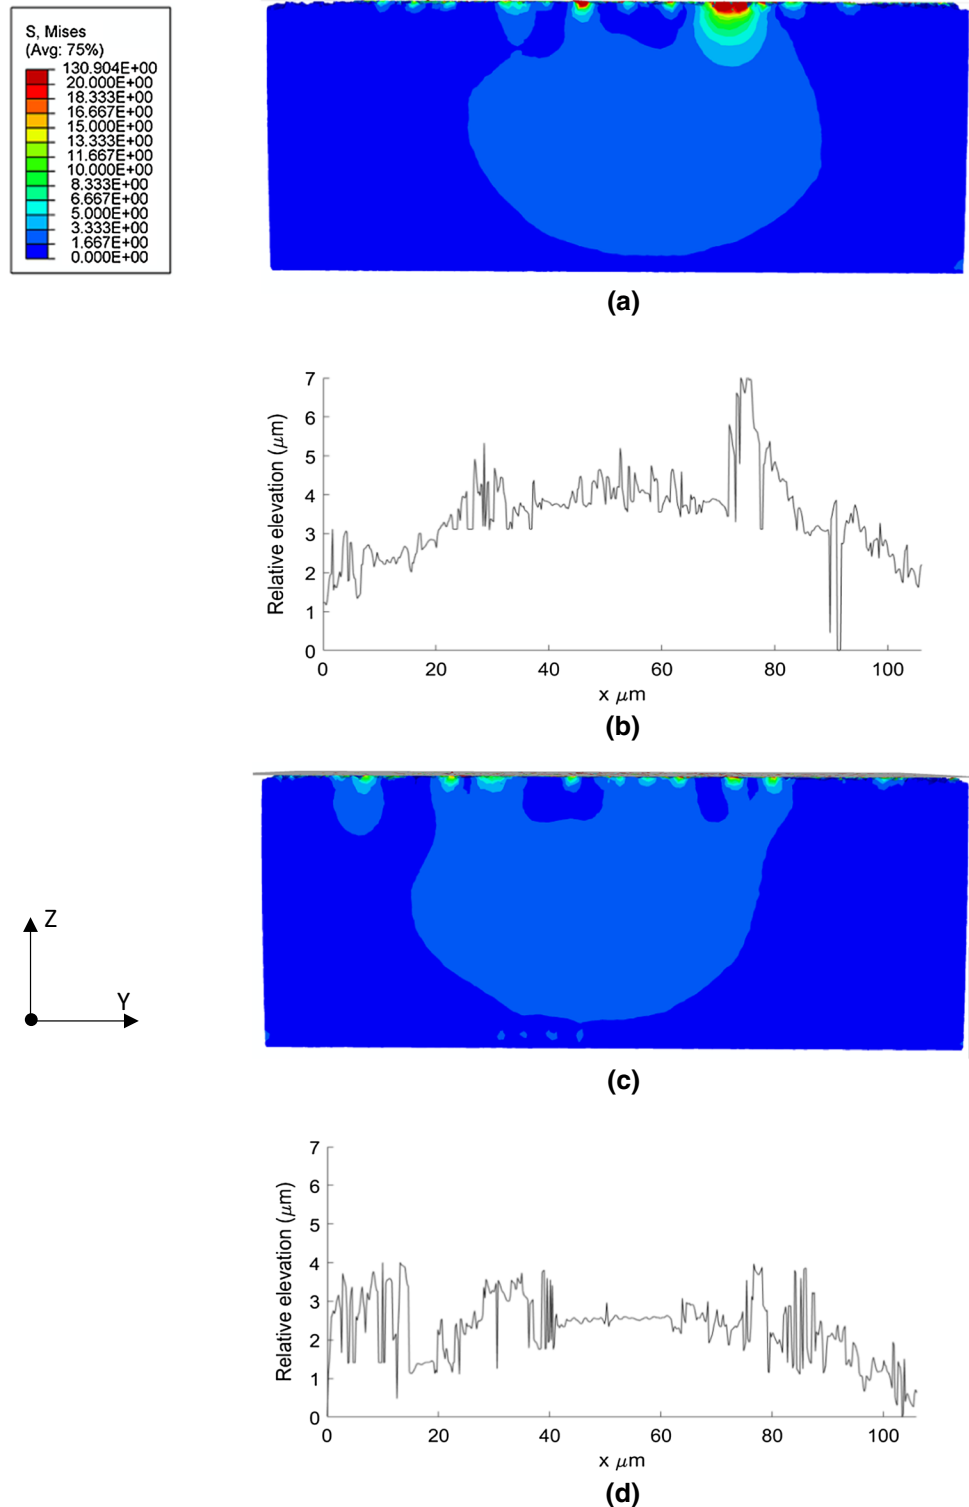 S, Mises
(Avg: 75%)
130.904E+00
20.000E+00
18.333E+00
16.667E+00
15.000E+00
13.333E+00
11.667E+00
10.000E+00
8.333E+00
6.667E+00
5.000E+00
3.333E+00
1.667E+00
0.000E+00
(a)
Relative elevation (μm)
7
6
5
4
3
2
1
0
0 20 40 60 80 100
x μm
(b)
Z
Y
(c)
Relative elevation (μm)
7
6
5
4
3
2
1
0
0 20 40 60 80 100
x μm
(d)